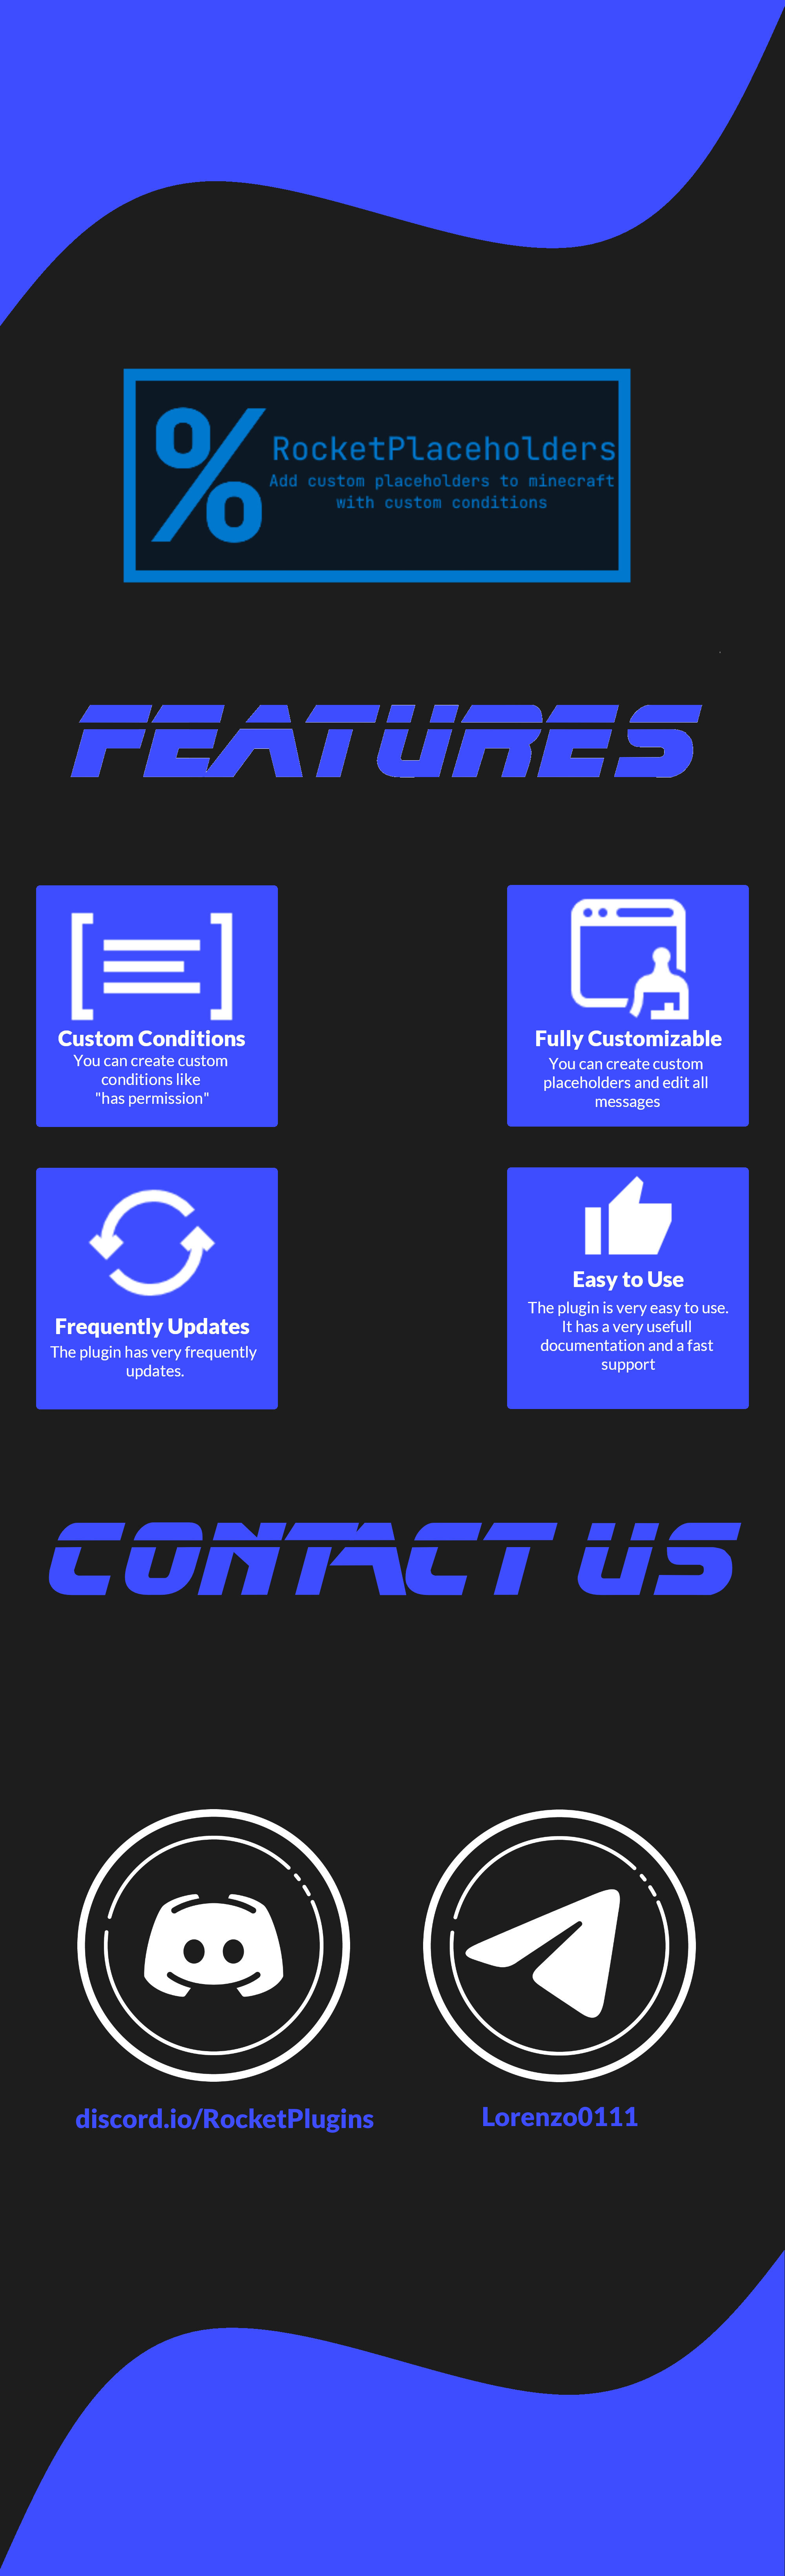 %
RocketPlaceholders
Add custom placeholders to minecraft
with custom conditions
FEATURES
Custom Conditions
You can create custom
conditions like
"has permission"
Fully Customizable
You can create custom
placeholders and edit all
messages
Frequently Updates
The plugin has very frequently
updates.
Easy to Use
The plugin is very easy to use.
It has a very usefull
documentation and a fast
support
CONTACT US
discord.io/RocketPlugins
Lorenzo0111